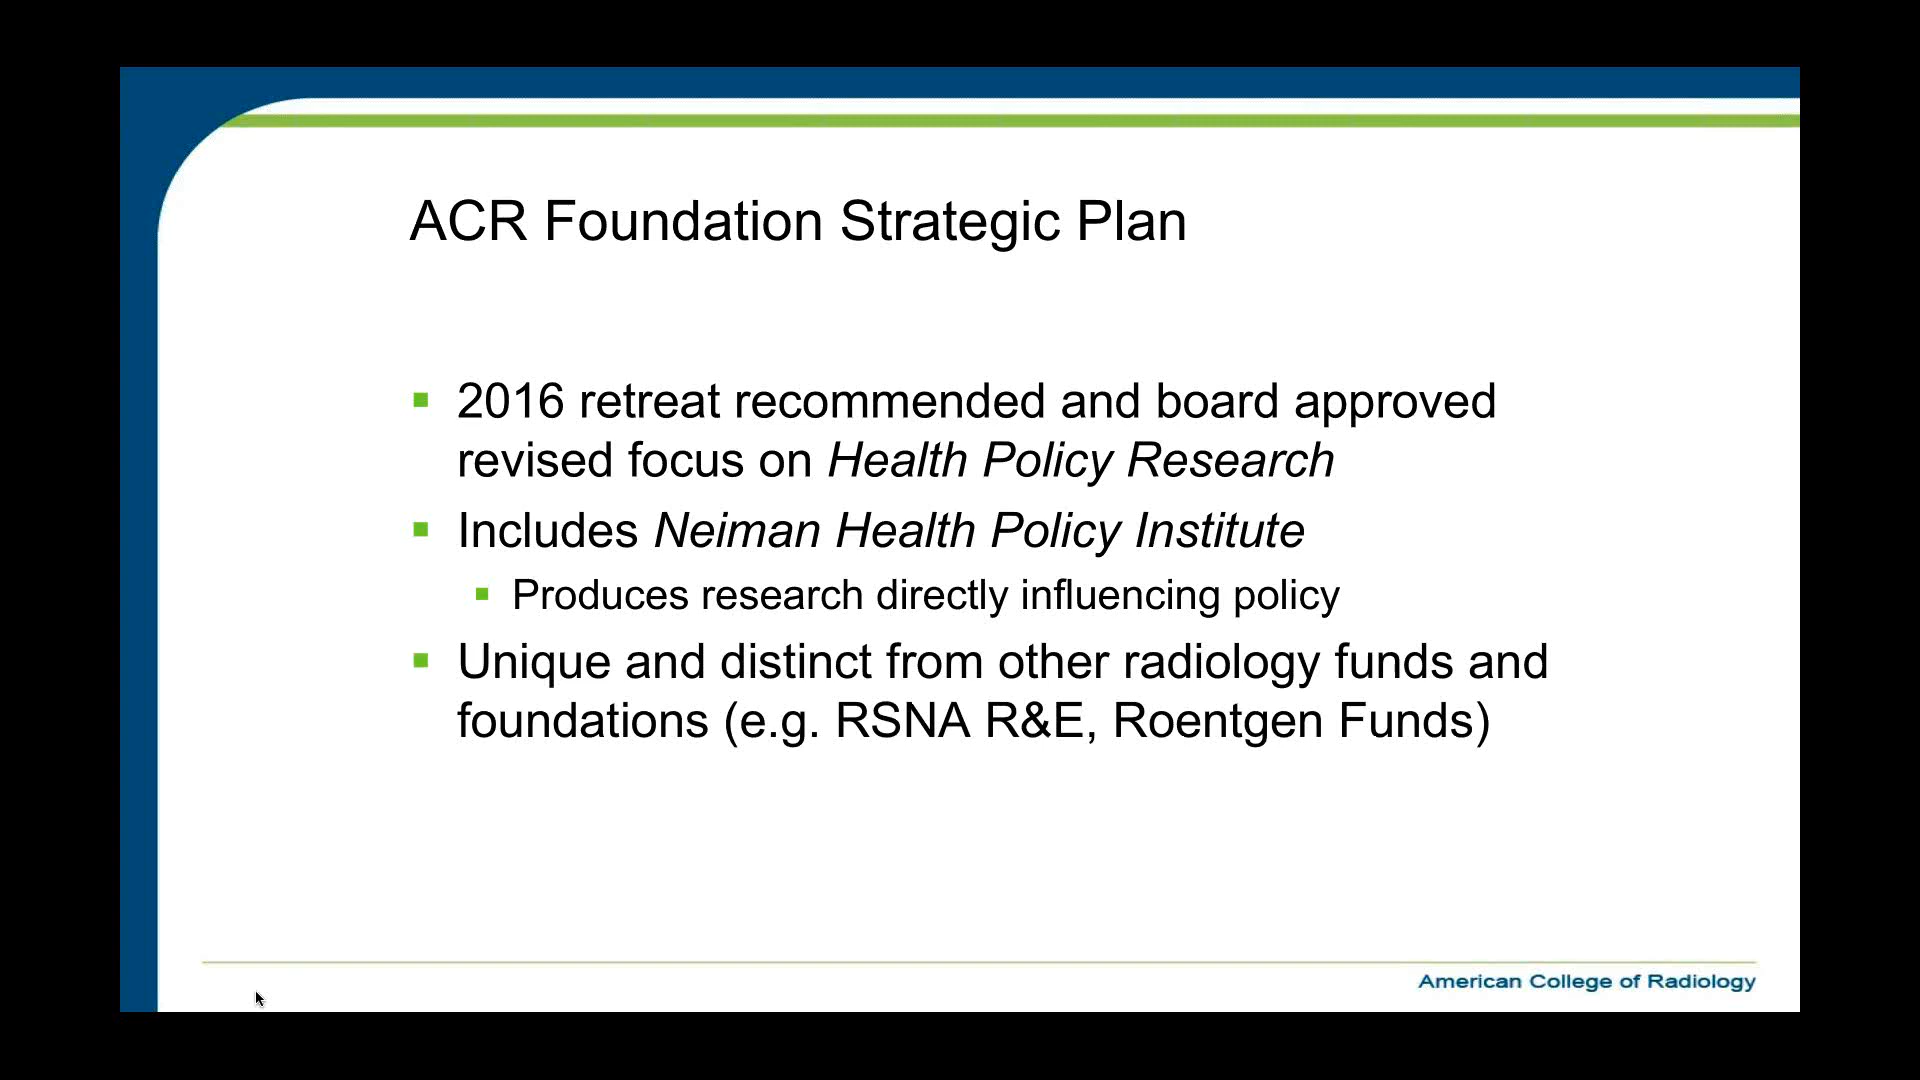 ACR Foundation Strategic Plan
2016 retreat recommended and board approved
revised focus on Health Policy Research
Includes Neiman Health Policy Institute
Produces research directly influencing policy
Unique and distinct from other radiology funds and
foundations (e.g. RSNA R&E, Roentgen Funds)
American College of Radiology